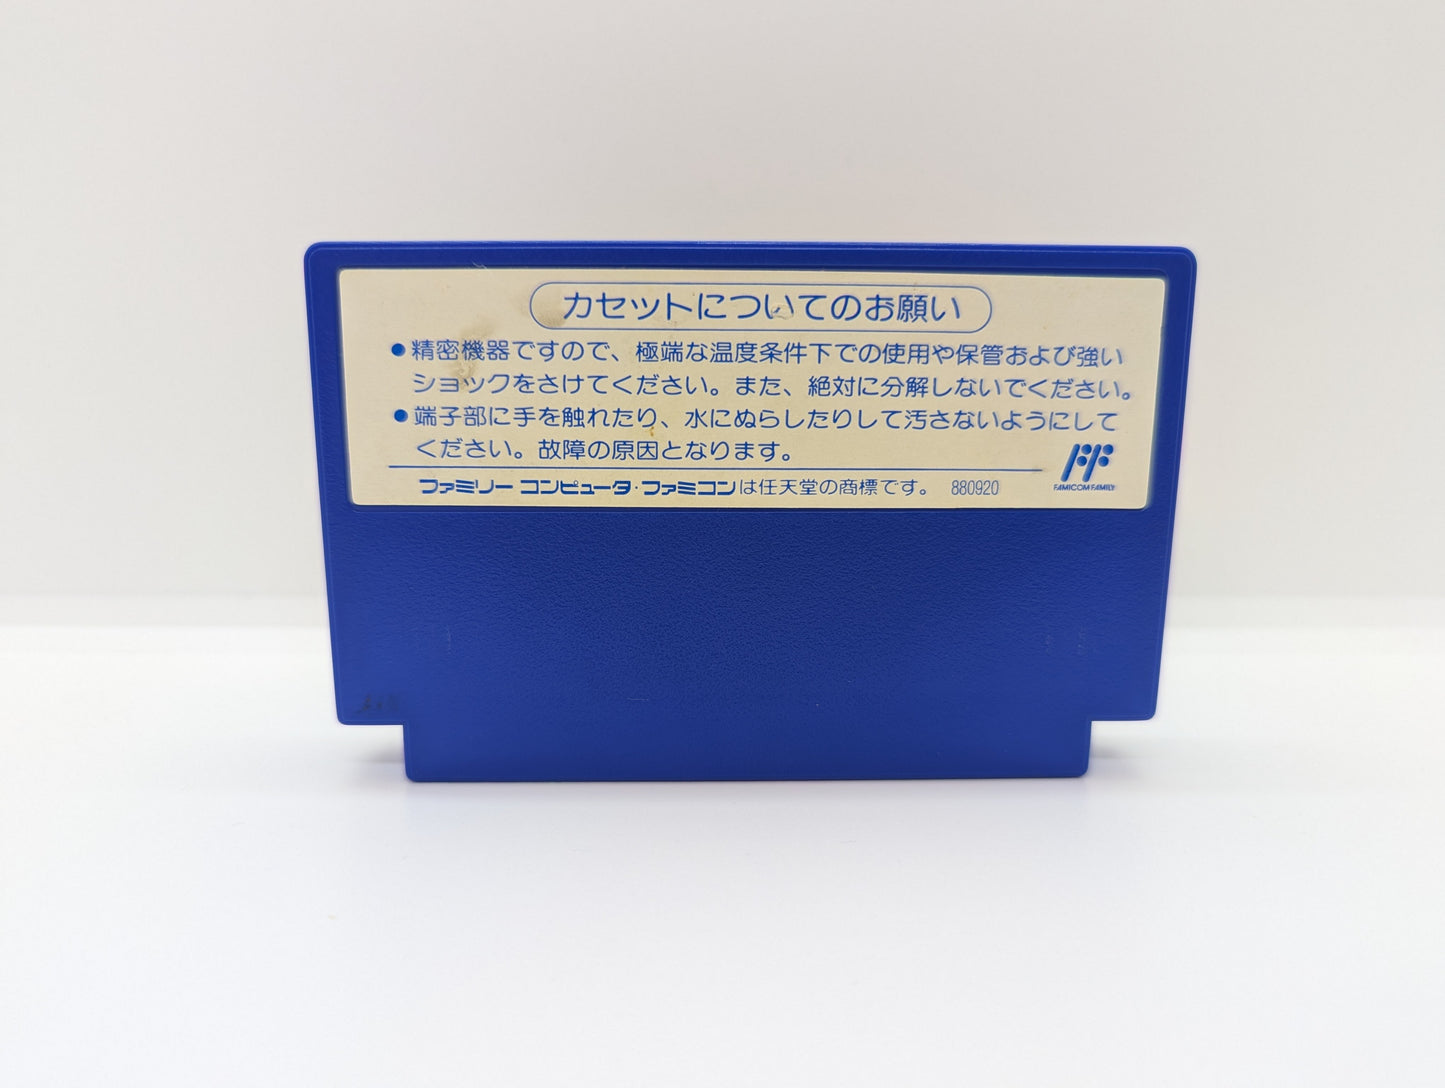 カセットについてのお願い
●精密機器ですので、極端な温度条件下での使用や保管および強い
ショックをさけてください。また、絶対に分解しないでください。
●端子部に手を触れたり、水にぬらしたりして汚さないようにして
ください。故障の原因となります。
FF
FAMICOM FAMILY
ファミリー コンピュータ・ファミコンは任天堂の商標です。 880920